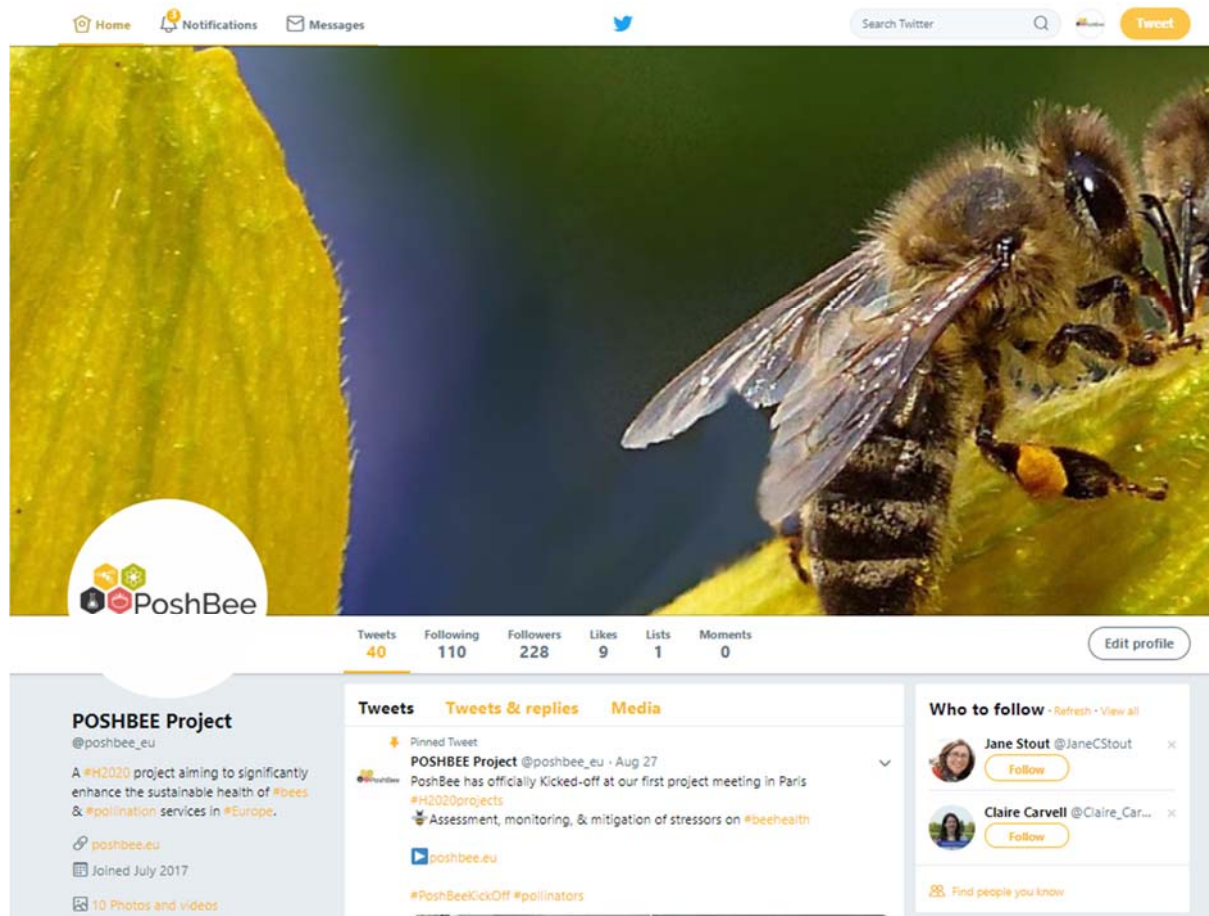 Home
3
Notifications
Messages
Search Twitter
Tweet
PoshBee
Tweets
40
Following
110
Followers
228
Likes
9
Lists
1
Moments
0
Edit profile
POSHBEE Project
@poshbee_eu
A #H2020 project aiming to significantly
enhance the sustainable health of #bees
& #pollination services in #Europe.
poshbee.eu
Joined July 2017
10 Photos and videos
Tweets Tweets & replies Media
Pinned Tweet
POSHBEE Project @poshbee_eu · Aug 27
PoshBee has officially Kicked-off at our first project meeting in Paris
#H2020projects
Assessment, monitoring, & mitigation of stressors on #beehealth
poshbee.eu
#PoshBeeKickOff #pollinators
Who to follow · Refresh · View all
Jane Stout @JaneCStout
Follow
Claire Carvell @Claire_Car...
Follow
Find people you know